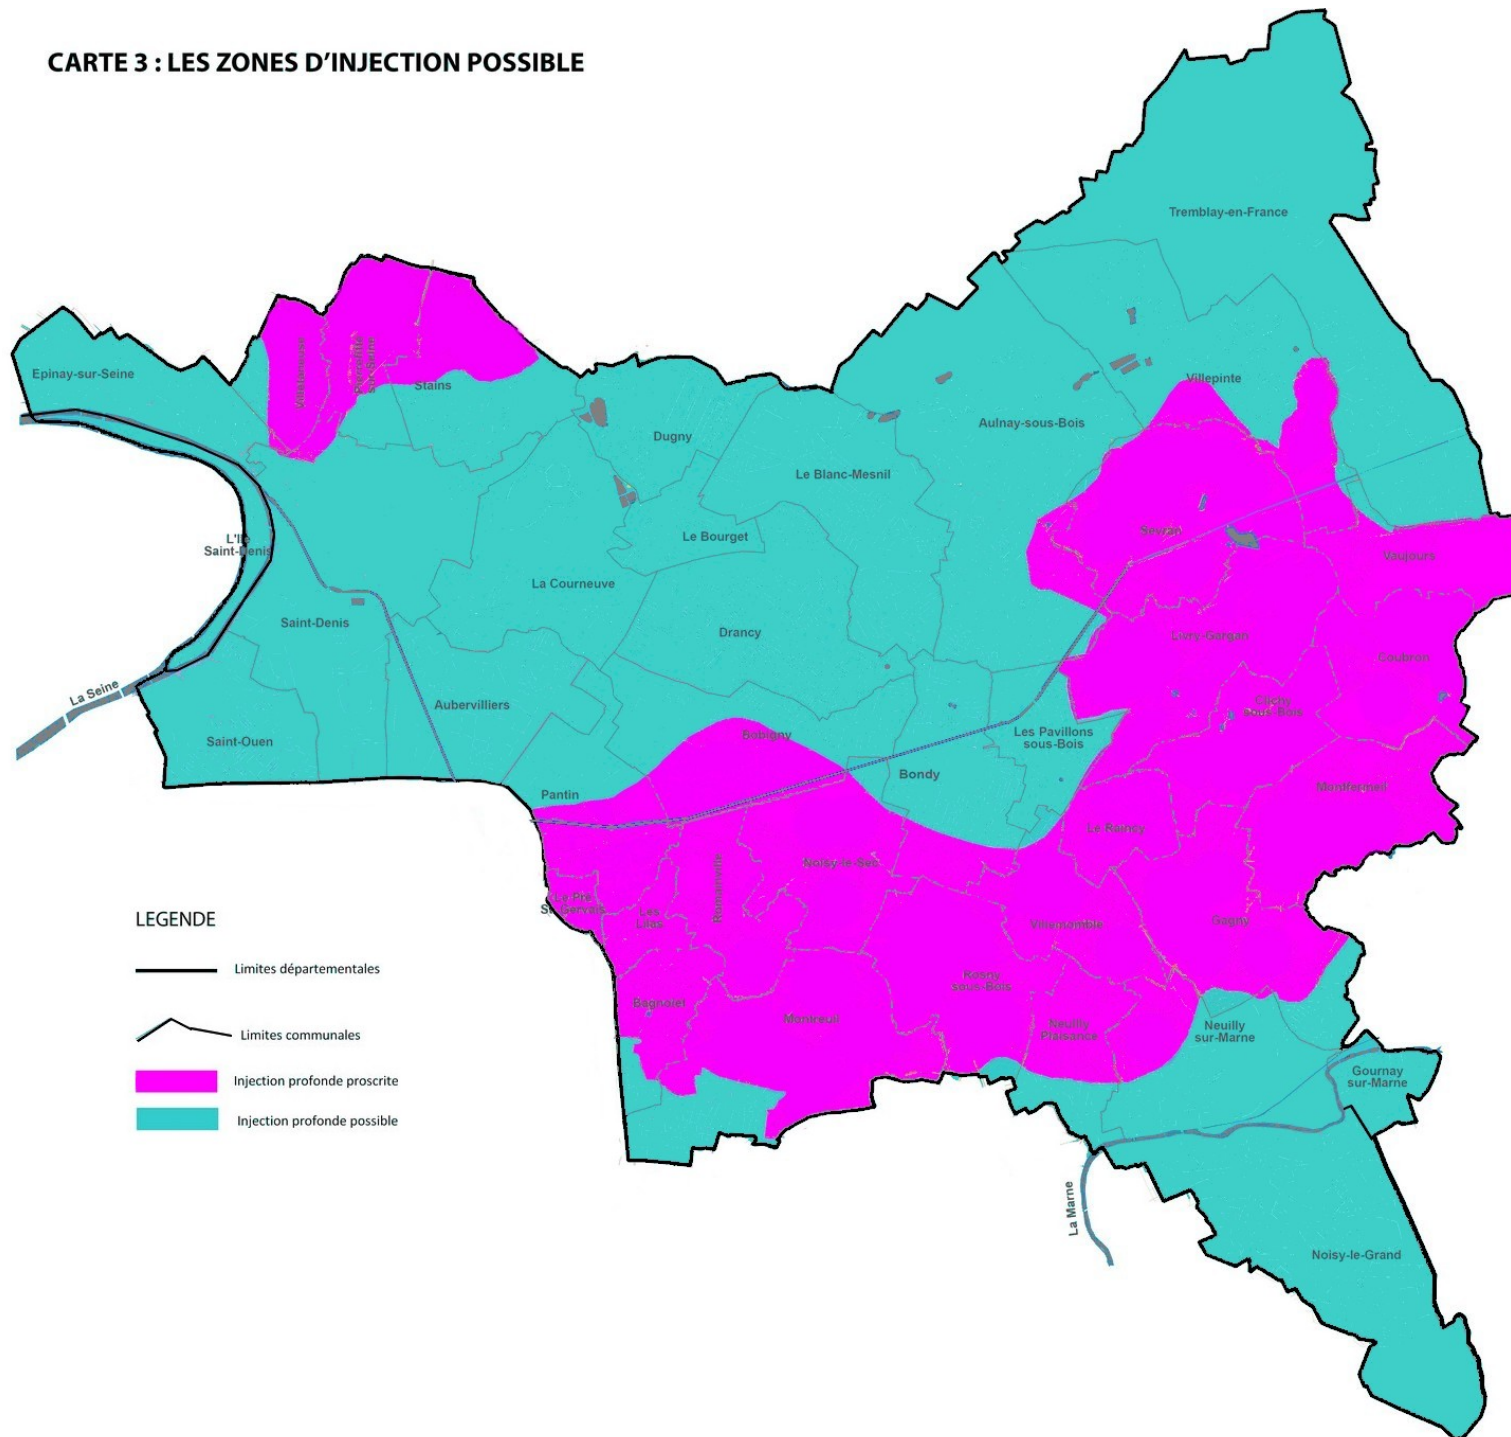 CARTE 3 : LES ZONES D'INJECTION POSSIBLE
Tremblay-en-France
Epinay-sur-Seine
Villetaneuse
Pierrefitte
sur-Seine
Stains
Villepinte
Dugny
Aulnay-sous-Bois
Le Blanc-Mesnil
L'Ile
Saint-Denis
Le Bourget
Sevran
Vaujours
La Courneuve
Saint-Denis
Drancy
Livry-Gargan
Coubron
La Seine
Aubervilliers
Clichy
sous-Bois
Saint-Ouen
Bobigny
Les Pavillons
sous-Bois
Bondy
Pantin
Montfermeil
Le Raincy
Noisy-le-Sec
Romainville
Le Pré
St-Gervais
Les
Lilas
Villemomble
Gagny
LEGENDE
Limites départementales
Rosny
sous-Bois
Bagnolet
Montreuil
Neuilly
Plaisance
Neuilly
sur-Marne
Limites communales
Gournay
sur-Marne
Injection profonde proscrite
Injection profonde possible
La Marne
Noisy-le-Grand